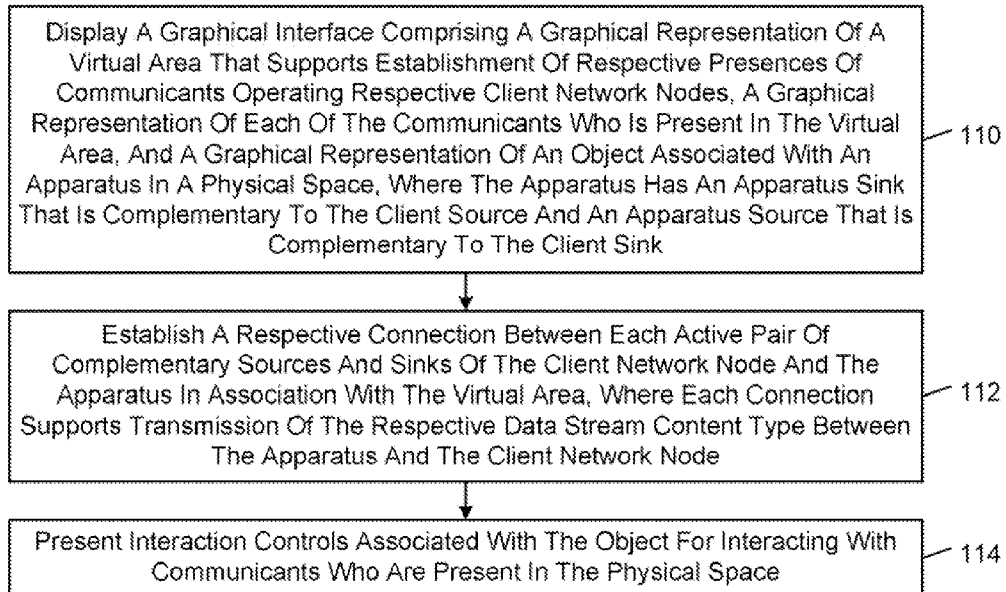 Display A Graphical Interface Comprising A Graphical Representation Of A
Virtual Area That Supports Establishment Of Respective Presences Of
Communicants Operating Respective Client Network Nodes, A Graphical
Representation Of Each Of The Communicants Who Is Present In The Virtual
Area, And A Graphical Representation Of An Object Associated With An
Apparatus In A Physical Space, Where The Apparatus Has An Apparatus Sink
That Is Complementary To The Client Source And An Apparatus Source That Is
Complementary To The Client Sink
110
Establish A Respective Connection Between Each Active Pair Of
Complementary Sources And Sinks Of The Client Network Node And The
Apparatus In Association With The Virtual Area, Where Each Connection
Supports Transmission Of The Respective Data Stream Content Type Between
The Apparatus And The Client Network Node
112
Present Interaction Controls Associated With The Object For Interacting With
Communicants Who Are Present In The Physical Space
114